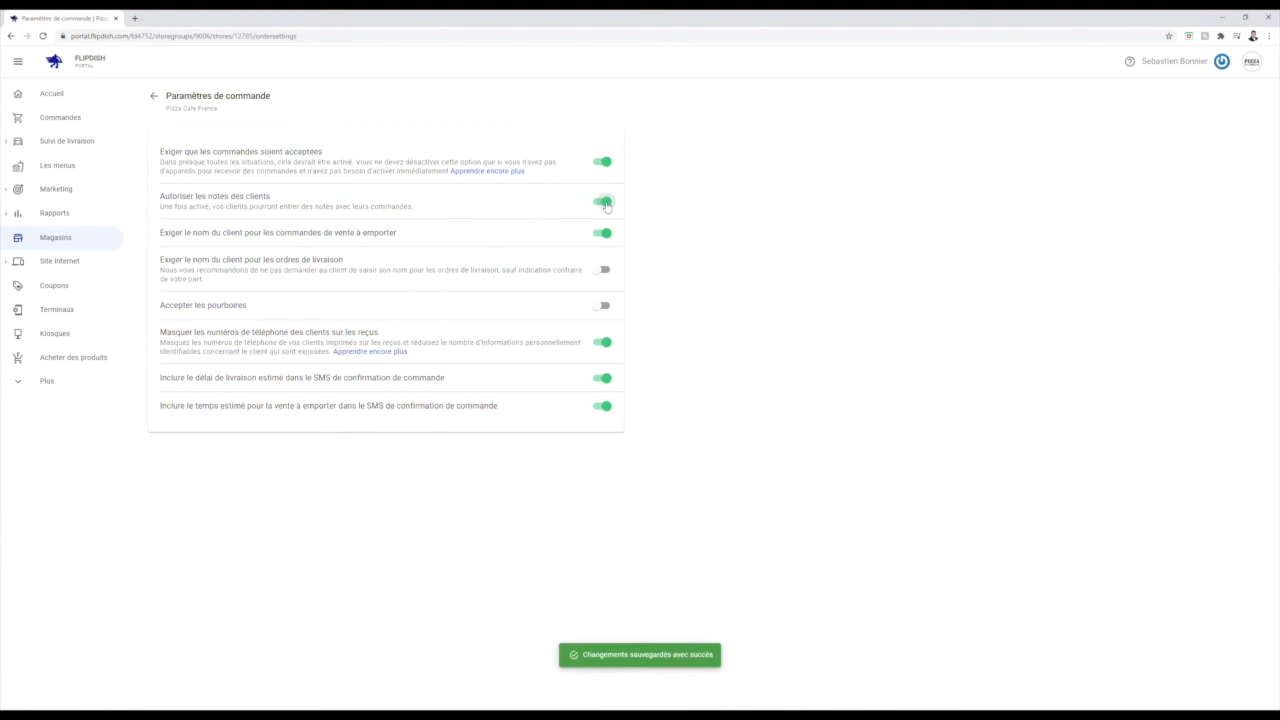 Paramètres de commande | Pizz
portal.flipdish.com/fd4752/storegroups/9006/stores/12785/ordersettings
FLIPDISH
PORTAL
Sebastien Bonnier
PIZZA
Accueil
Commandes
Suivi de livraison
Les menus
Marketing
Rapports
Magasins
Site Internet
Coupons
Terminaux
Kiosques
Acheter des produits
Plus
Paramètres de commande
Pizza Cafe France
Exiger que les commandes soient acceptées
Dans presque toutes les situations, cela devrait être activé. Vous ne devez désactiver cette option que si vous n'avez pas
d'appareils pour recevoir des commandes et n'avez pas besoin d'activer immédiatement Apprendre encore plus
Autoriser les notes des clients
Une fois activé, vos clients pourront entrer des notes avec leurs commandes.
Exiger le nom du client pour les commandes de vente à emporter
Exiger le nom du client pour les ordres de livraison
Nous vous recommandons de ne pas demander au client de saisir son nom pour les ordres de livraison, sauf indication contraire
de votre part.
Accepter les pourboires
Masquer les numéros de téléphone des clients sur les reçus
Masquez les numéros de téléphone de vos clients imprimés sur les reçus et réduisez le nombre d'informations personnellement
identifiables concernant le client qui sont exposées. Apprendre encore plus
Inclure le délai de livraison estimé dans le SMS de confirmation de commande
Inclure le temps estimé pour la vente à emporter dans le SMS de confirmation de commande
Changements sauvegardés avec succès